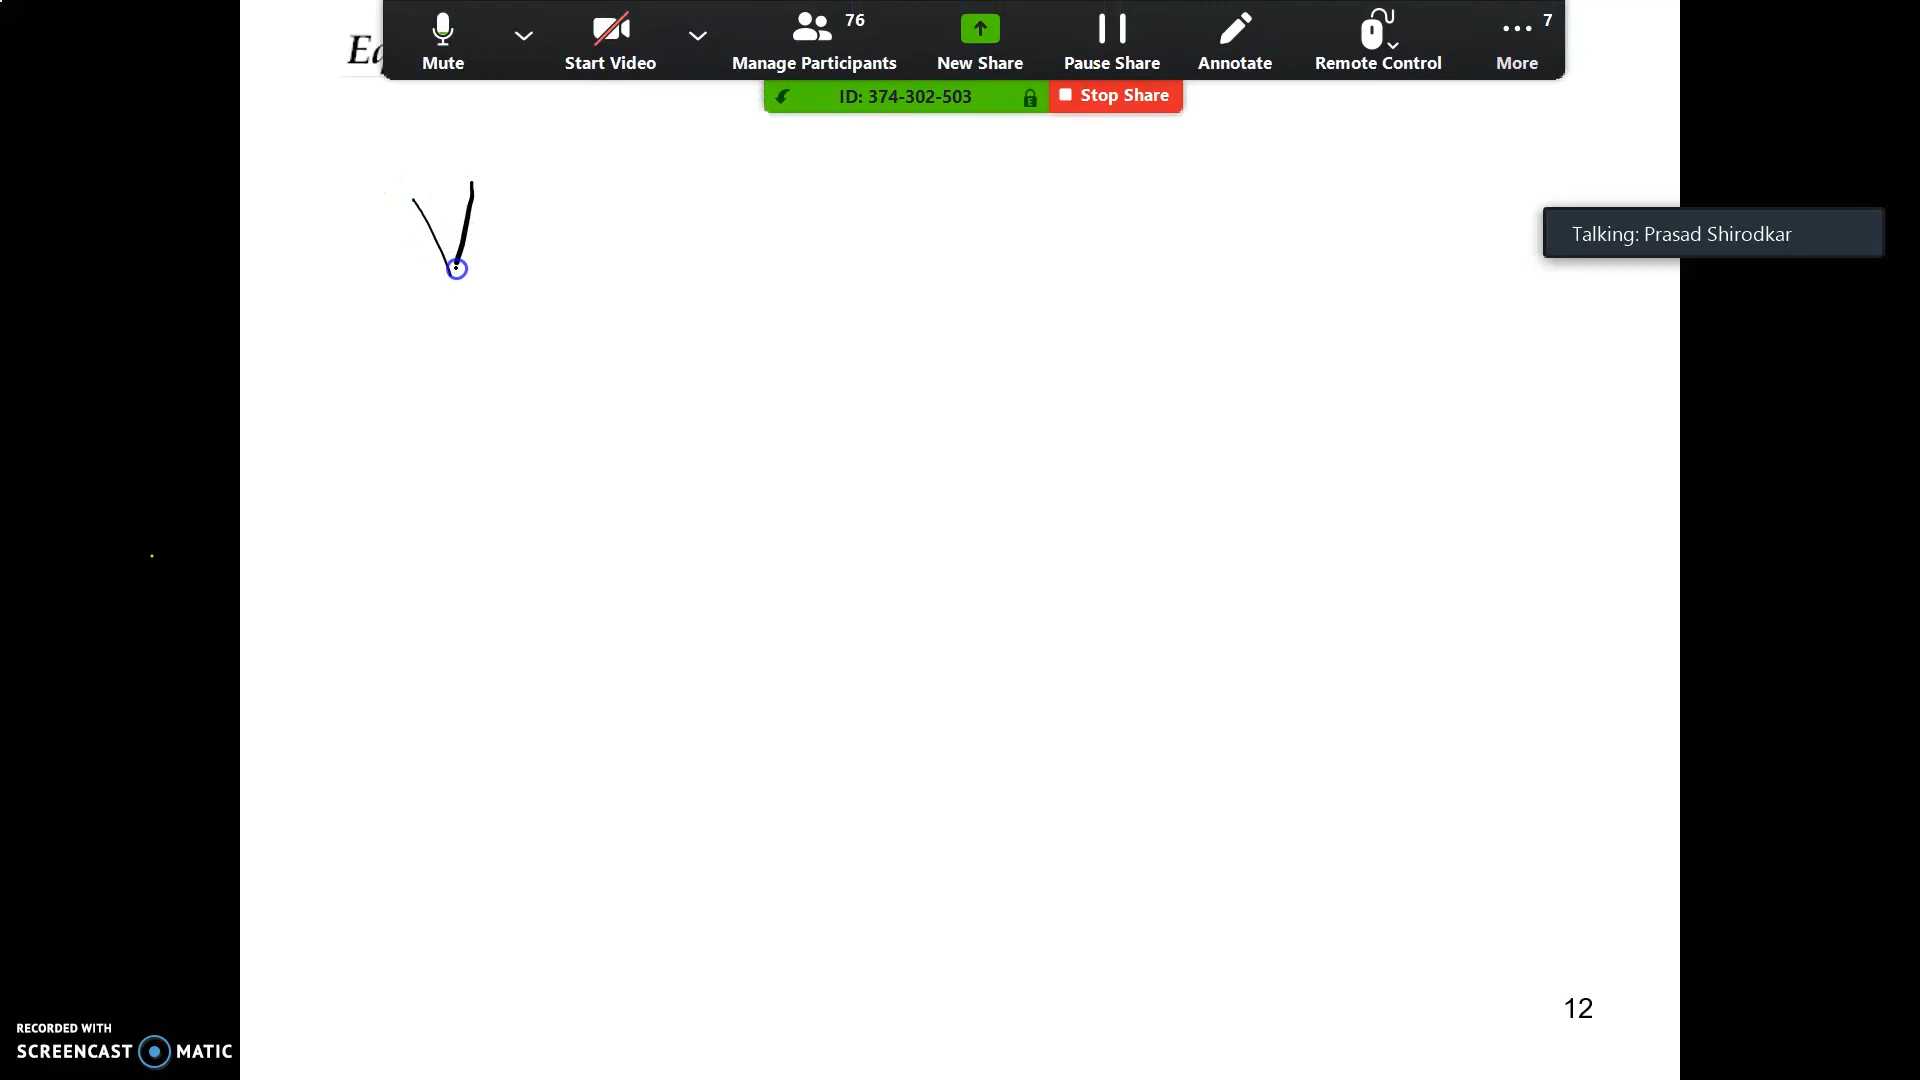 76
7
Mute
Start Video
Manage Participants
New Share
Pause Share
Annotate
Remote Control
More
ID: 374-302-503
Stop Share
V
Talking: Prasad Shirodkar
12
RECORDED WITH
SCREENCAST MATIC